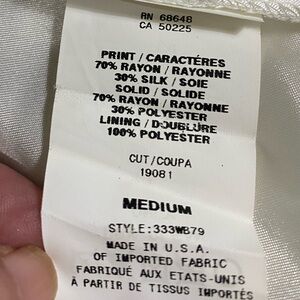 RN 68648
CA 50225
PRINT / CARACTÉRES
70% RAYON / RAYONNE
30% SILK / SOIE
SOLID / SOLIDE
70% RAYON / RAYONNE
30% POLYESTER
LINING / DOUBLURE
100% POLYESTER
CUT/COUPA
19081
MEDIUM
STYLE:333WB79
MADE IN U.S.A.
OF IMPORTED FABRIC
FABRIQUÉ AUX ETATS-UNIS
À PARTIR DE TISSUS IMPORTÉS